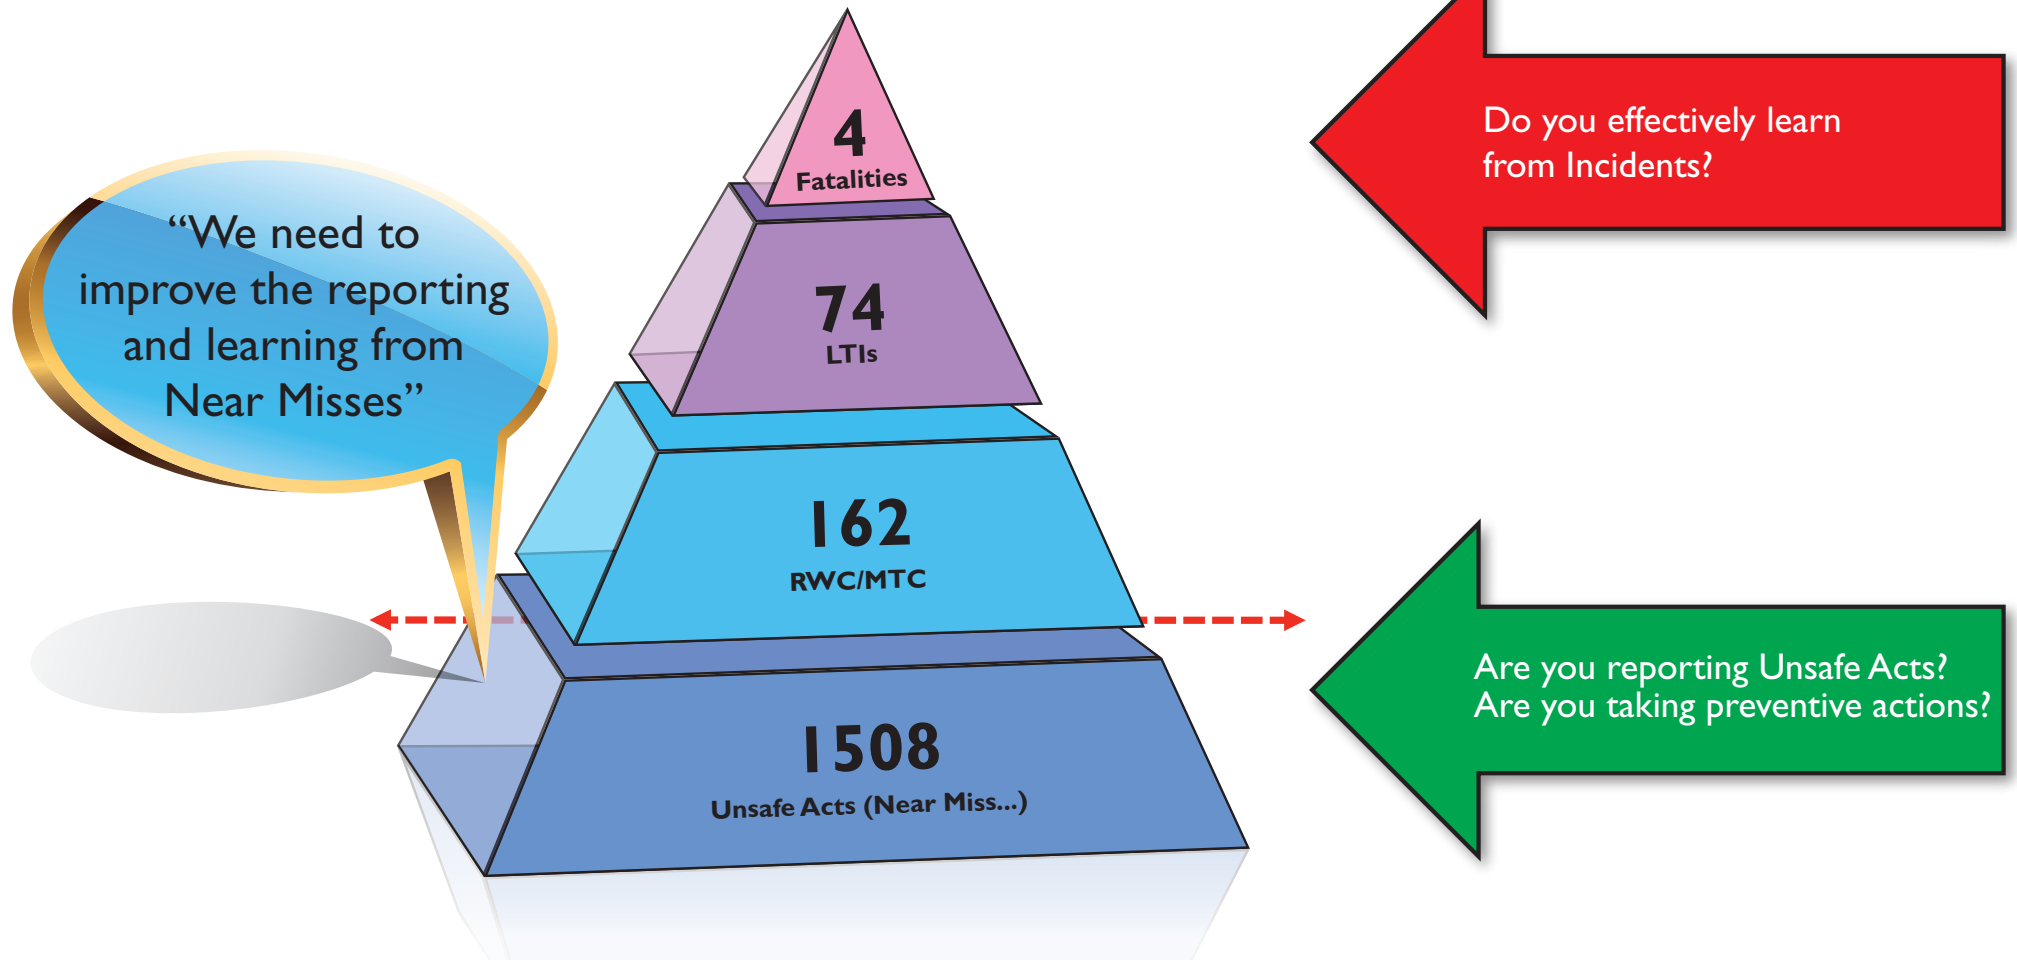 “We need to
improve the reporting
and learning from
Near Misses”
4
Fatalities
74
LTIs
162
RWC/MTC
1508
Unsafe Acts (Near Miss...)
Do you effectively learn
from Incidents?
Are you reporting Unsafe Acts?
Are you taking preventive actions?